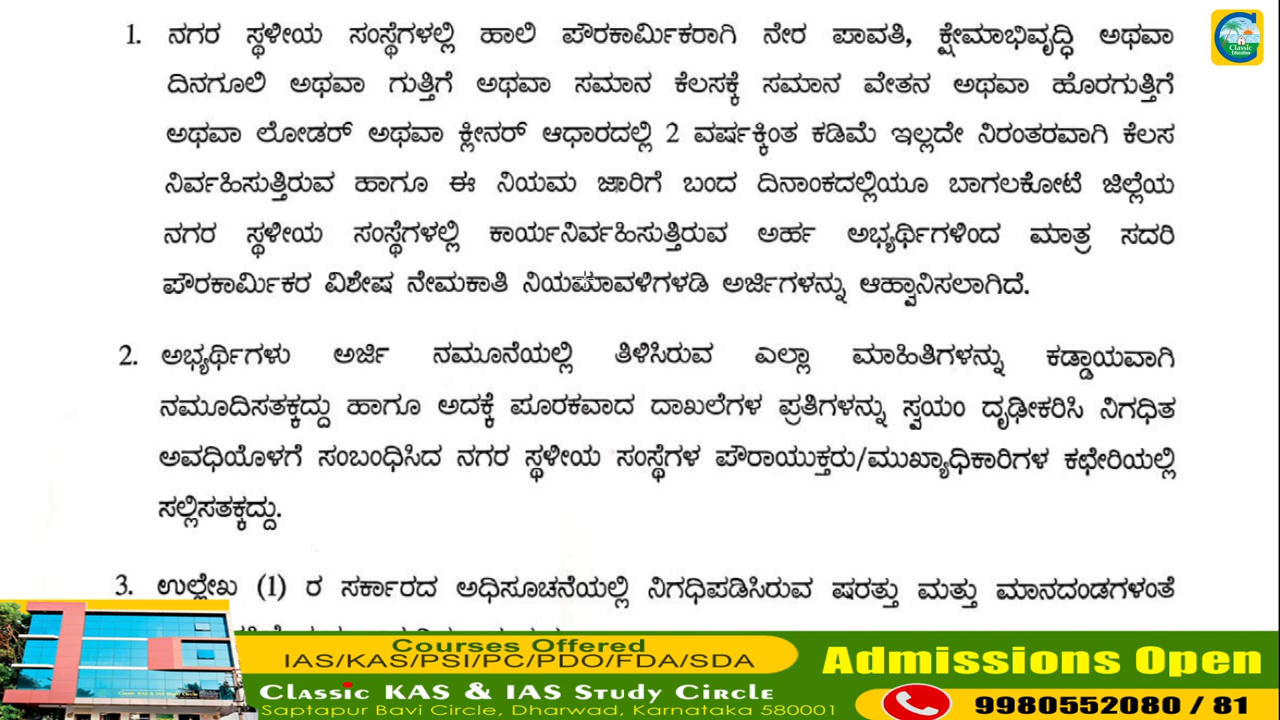 1. ನಗರ ಸ್ಥಳೀಯ ಸಂಸ್ಥೆಗಳಲ್ಲಿ ಹಾಲಿ ಪೌರಕಾರ್ಮಿಕರಾಗಿ ನೇರ ಪಾವತಿ, ಕ್ಷೇಮಾಭಿವೃದ್ಧಿ ಅಥವಾ
ದಿನಗೂಲಿ ಅಥವಾ ಗುತ್ತಿಗೆ ಅಥವಾ ಸಮಾನ ಕೆಲಸಕ್ಕೆ ಸಮಾನ ವೇತನ ಅಥವಾ ಹೊರಗುತ್ತಿಗೆ
ಅಥವಾ ಲೋಡರ್ ಅಥವಾ ಕ್ಲೀನರ್ ಆಧಾರದಲ್ಲಿ 2 ವರ್ಷಕ್ಕಿಂತ ಕಡಿಮೆ ಇಲ್ಲದೇ ನಿರಂತರವಾಗಿ ಕೆಲಸ
ನಿರ್ವಹಿಸುತ್ತಿರುವ ಹಾಗೂ ಈ ನಿಯಮ ಜಾರಿಗೆ ಬಂದ ದಿನಾಂಕದಲ್ಲಿಯೂ ಬಾಗಲಕೋಟೆ ಜಿಲ್ಲೆಯ
ನಗರ ಸ್ಥಳೀಯ ಸಂಸ್ಥೆಗಳಲ್ಲಿ ಕಾರ್ಯನಿರ್ವಹಿಸುತ್ತಿರುವ ಅರ್ಹ ಅಭ್ಯರ್ಥಿಗಳಿಂದ ಮಾತ್ರ ಸದರಿ
ಪೌರಕಾರ್ಮಿಕರ ವಿಶೇಷ ನೇಮಕಾತಿ ನಿಯಮಾವಳಿಗಳಡಿ ಅರ್ಜಿಗಳನ್ನು ಆಹ್ವಾನಿಸಲಾಗಿದೆ.
2. ಅಭ್ಯರ್ಥಿಗಳು ಅರ್ಜಿ ನಮೂನೆಯಲ್ಲಿ ತಿಳಿಸಿರುವ ಎಲ್ಲಾ ಮಾಹಿತಿಗಳನ್ನು ಕಡ್ಡಾಯವಾಗಿ
ನಮೂದಿಸತಕ್ಕದ್ದು ಹಾಗೂ ಅದಕ್ಕೆ ಪೂರಕವಾದ ದಾಖಲೆಗಳ ಪ್ರತಿಗಳನ್ನು ಸ್ವಯಂ ದೃಢೀಕರಿಸಿ ನಿಗಧಿತ
ಅವಧಿಯೊಳಗೆ ಸಂಬಂಧಿಸಿದ ನಗರ ಸ್ಥಳೀಯ ಸಂಸ್ಥೆಗಳ ಪೌರಾಯುಕ್ತರು/ಮುಖ್ಯಾಧಿಕಾರಿಗಳ ಕಛೇರಿಯಲ್ಲಿ
ಸಲ್ಲಿಸತಕ್ಕದ್ದು.
3. ಉಲ್ಲೇಖ (1) ರ ಸರ್ಕಾರದ ಅಧಿಸೂಚನೆಯಲ್ಲಿ ನಿಗಧಿಪಡಿಸಿರುವ ಷರತ್ತು ಮತ್ತು ಮಾನದಂಡಗಳಂತೆ
Classic
Education
Courses Offered
IAS/KAS/PSI/PC/PDO/FDA/SDA
Classic KAS & IAS Study Circle
Saptapur Bavi Circle, Dharwad, Karnataka 580001
Admissions Open
9980552080 / 81